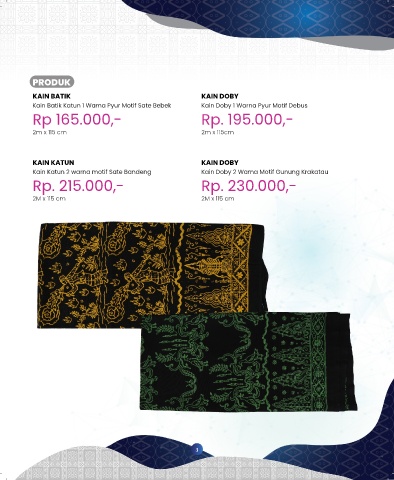 PRODUK
KAIN BATIK
Kain Batik Katun 1 Warna Pyur Motif Sate Bebek
Rp 165.000,-
2m x 115 cm
KAIN DOBY
Kain Doby 1 Warna Pyur Motif Debus
Rp. 195.000,-
2m x 115cm
KAIN KATUN
Kain Katun 2 warna motif Sate Bandeng
Rp. 215.000,-
2M x 115 cm
KAIN DOBY
Kain Doby 2 Warna Motif Gunung Krakatau
Rp. 230.000,-
2M x 115 cm
1